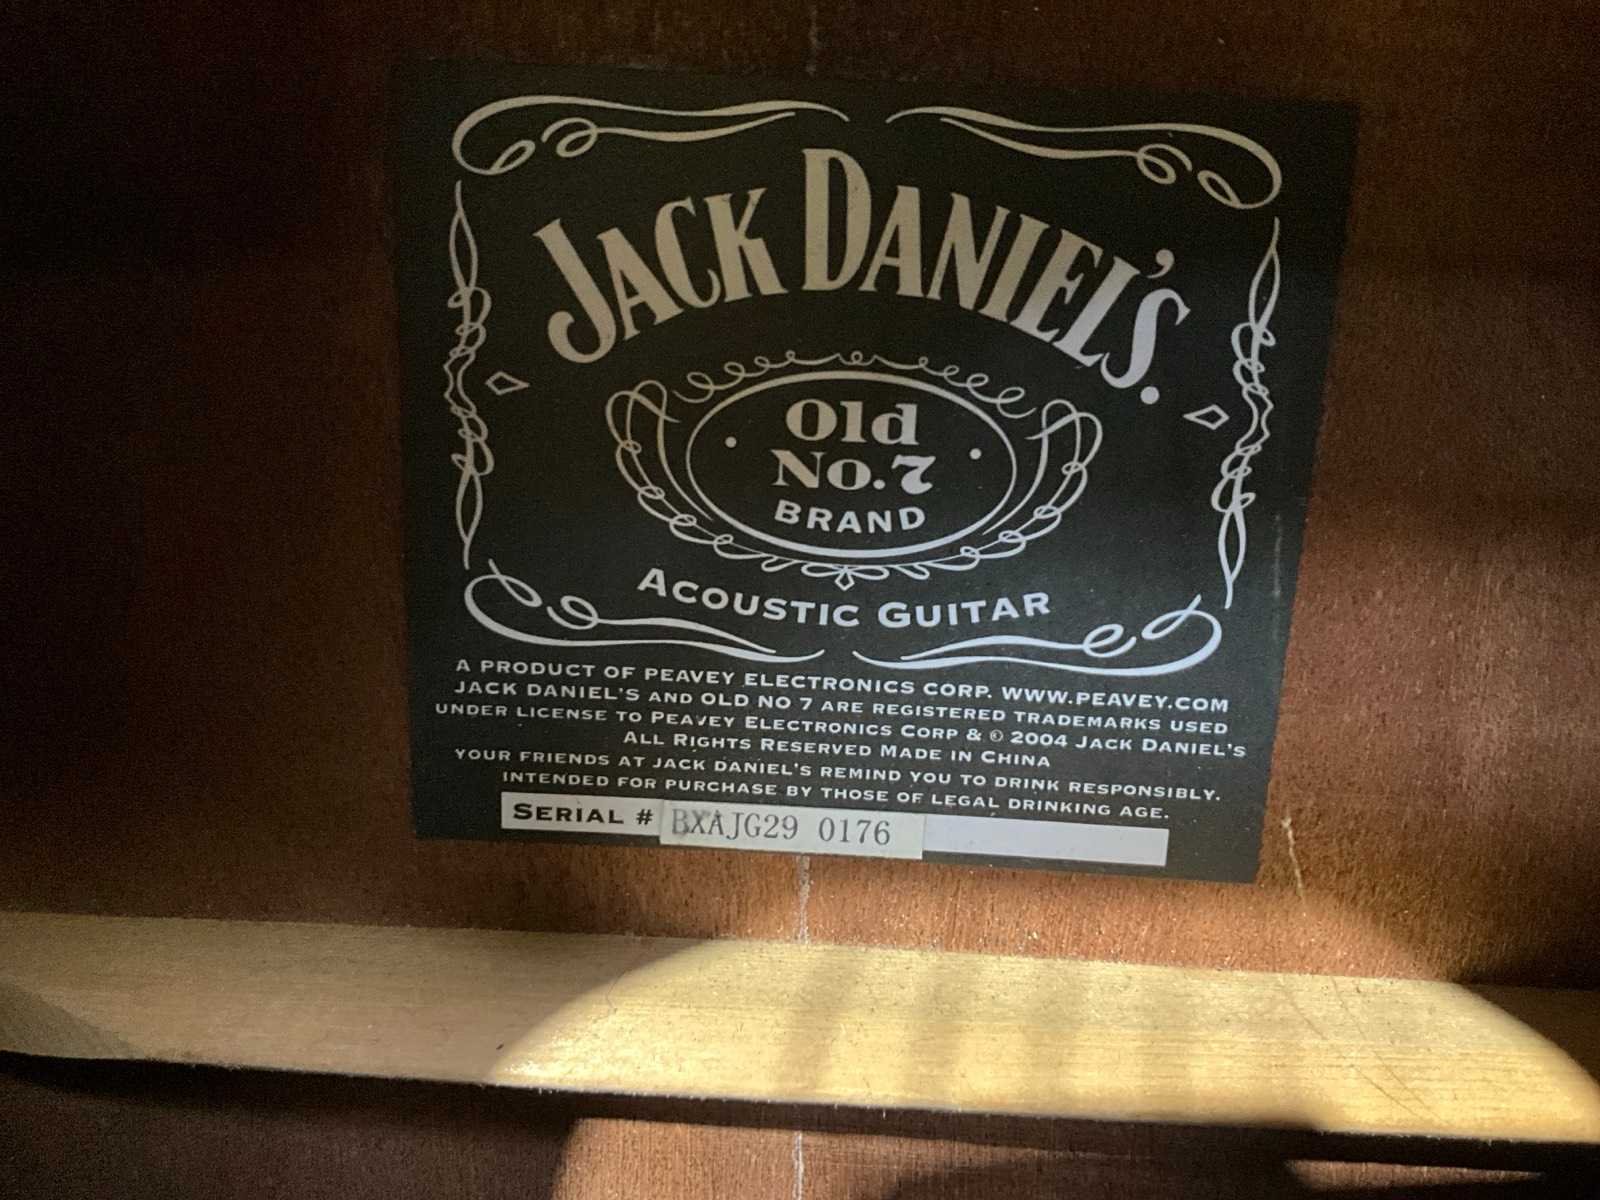 JACK DANIEL'S.
Old
No.7
BRAND
ACOUSTIC GUITAR
A PRODUCT OF PEAVEY ELECTRONICS CORP. WWW.PEAVEY.COM
JACK DANIEL'S AND OLD NO 7 ARE REGISTERED TRADEMARKS USED
UNDER LICENSE TO PEAVEY ELECTRONICS CORP & © 2004 JACK DANIEL'S
ALL RIGHTS RESERVED MADE IN CHINA
YOUR FRIENDS AT JACK DANIEL'S REMIND YOU TO DRINK RESPONSIBLY.
INTENDED FOR PURCHASE BY THOSE OF LEGAL DRINKING AGE.
SERIAL # BXAJG29 0176